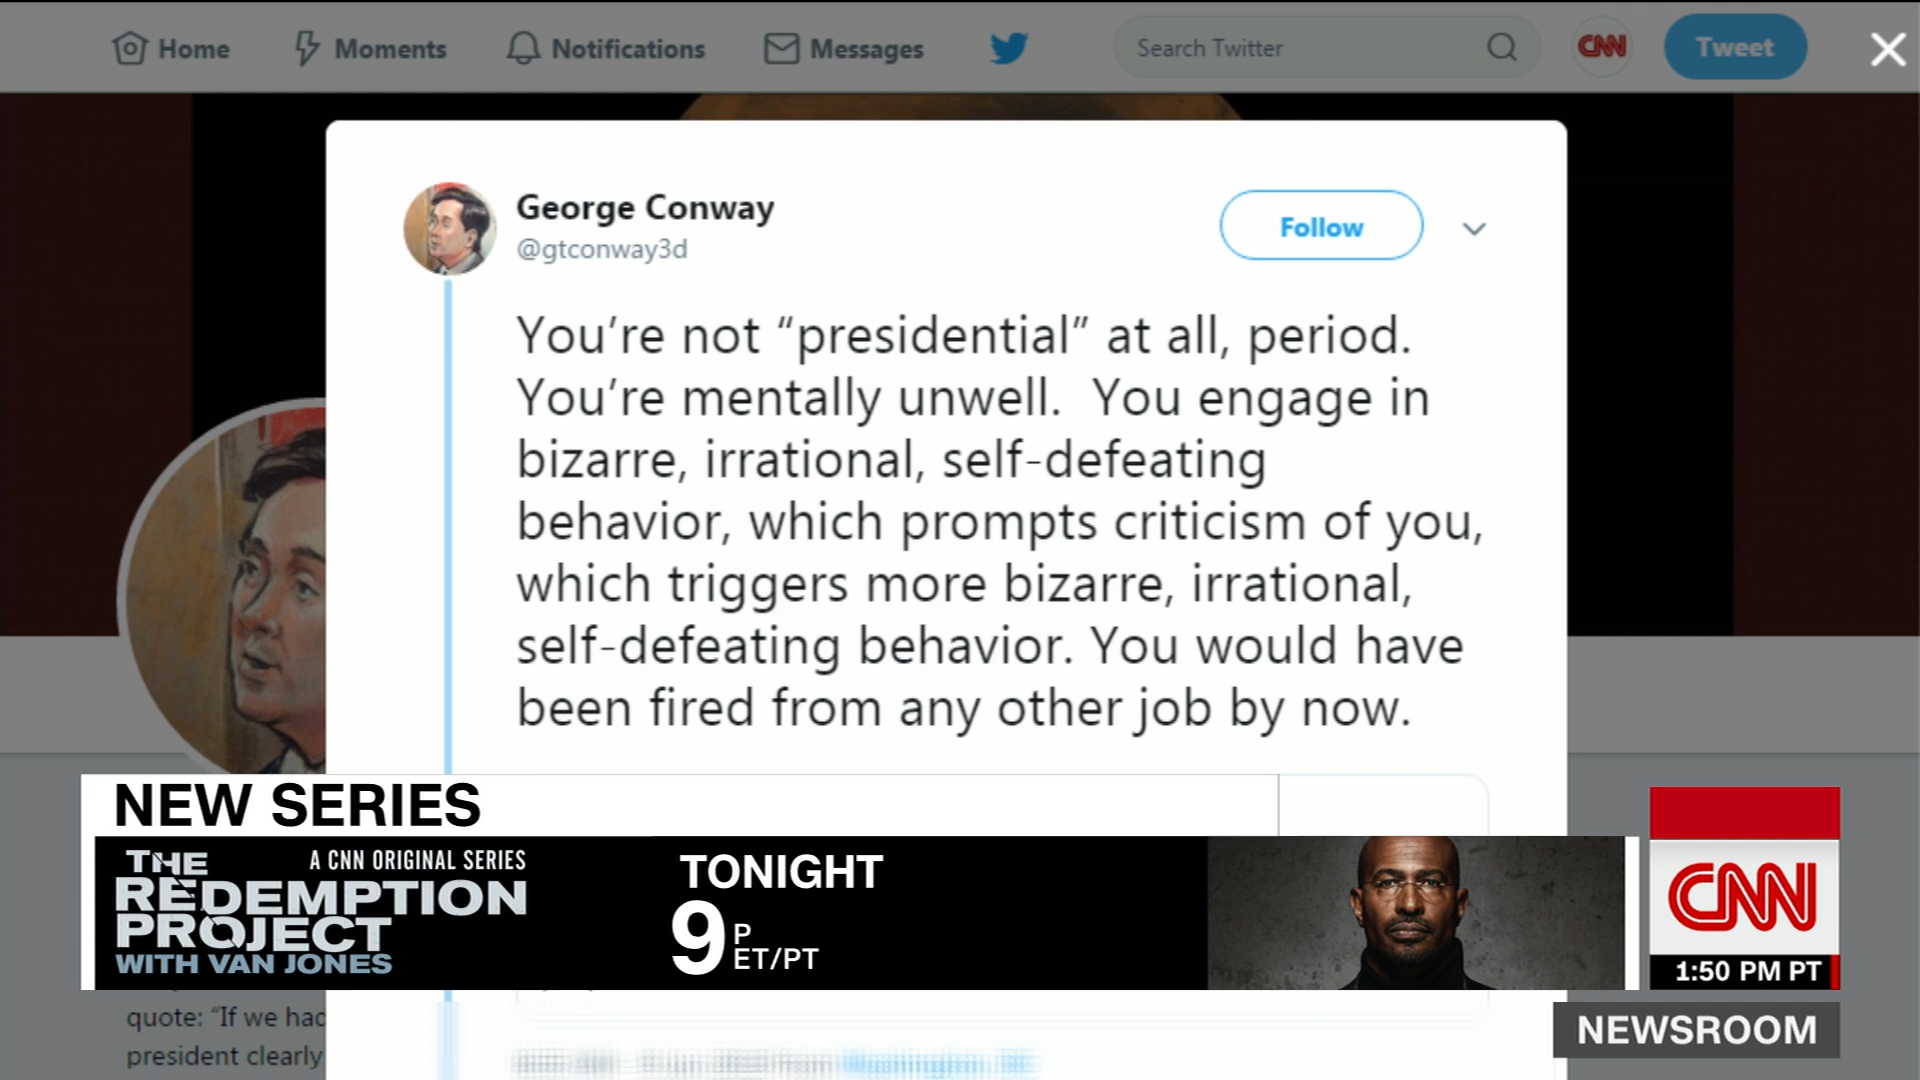 Home Moments Notifications Messages Search Twitter CNN Tweet
George Conway
@gtconway3d
Follow
You’re not “presidential” at all, period.
You’re mentally unwell.  You engage in
bizarre, irrational, self-defeating
behavior, which prompts criticism of you,
which triggers more bizarre, irrational,
self-defeating behavior. You would have
been fired from any other job by now.
NEW SERIES
THE
A CNN ORIGINAL SERIES
REDEMPTION
PROJECT
WITH VAN JONES
TONIGHT
9 P
ET/PT
CNN
1:50 PM PT
NEWSROOM
quote: “If we had
president clearly